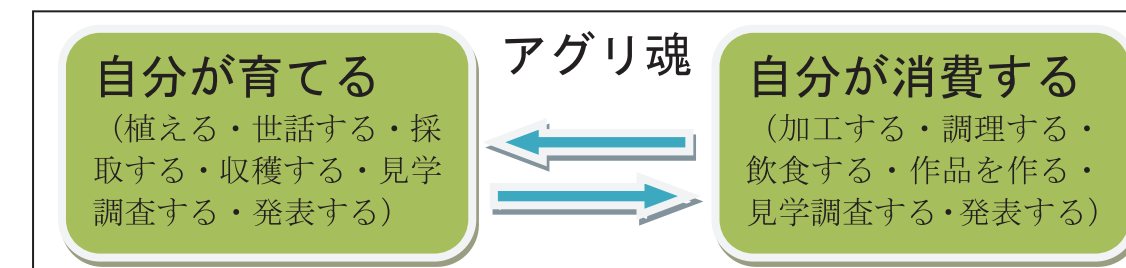 自分が育てる
（植える・世話する・採
取する・収穫する・見学
調査する・発表する）
アグリ魂
自分が消費する
（加工する・調理する・
飲食する・作品を作る・
見学調査する・発表する）